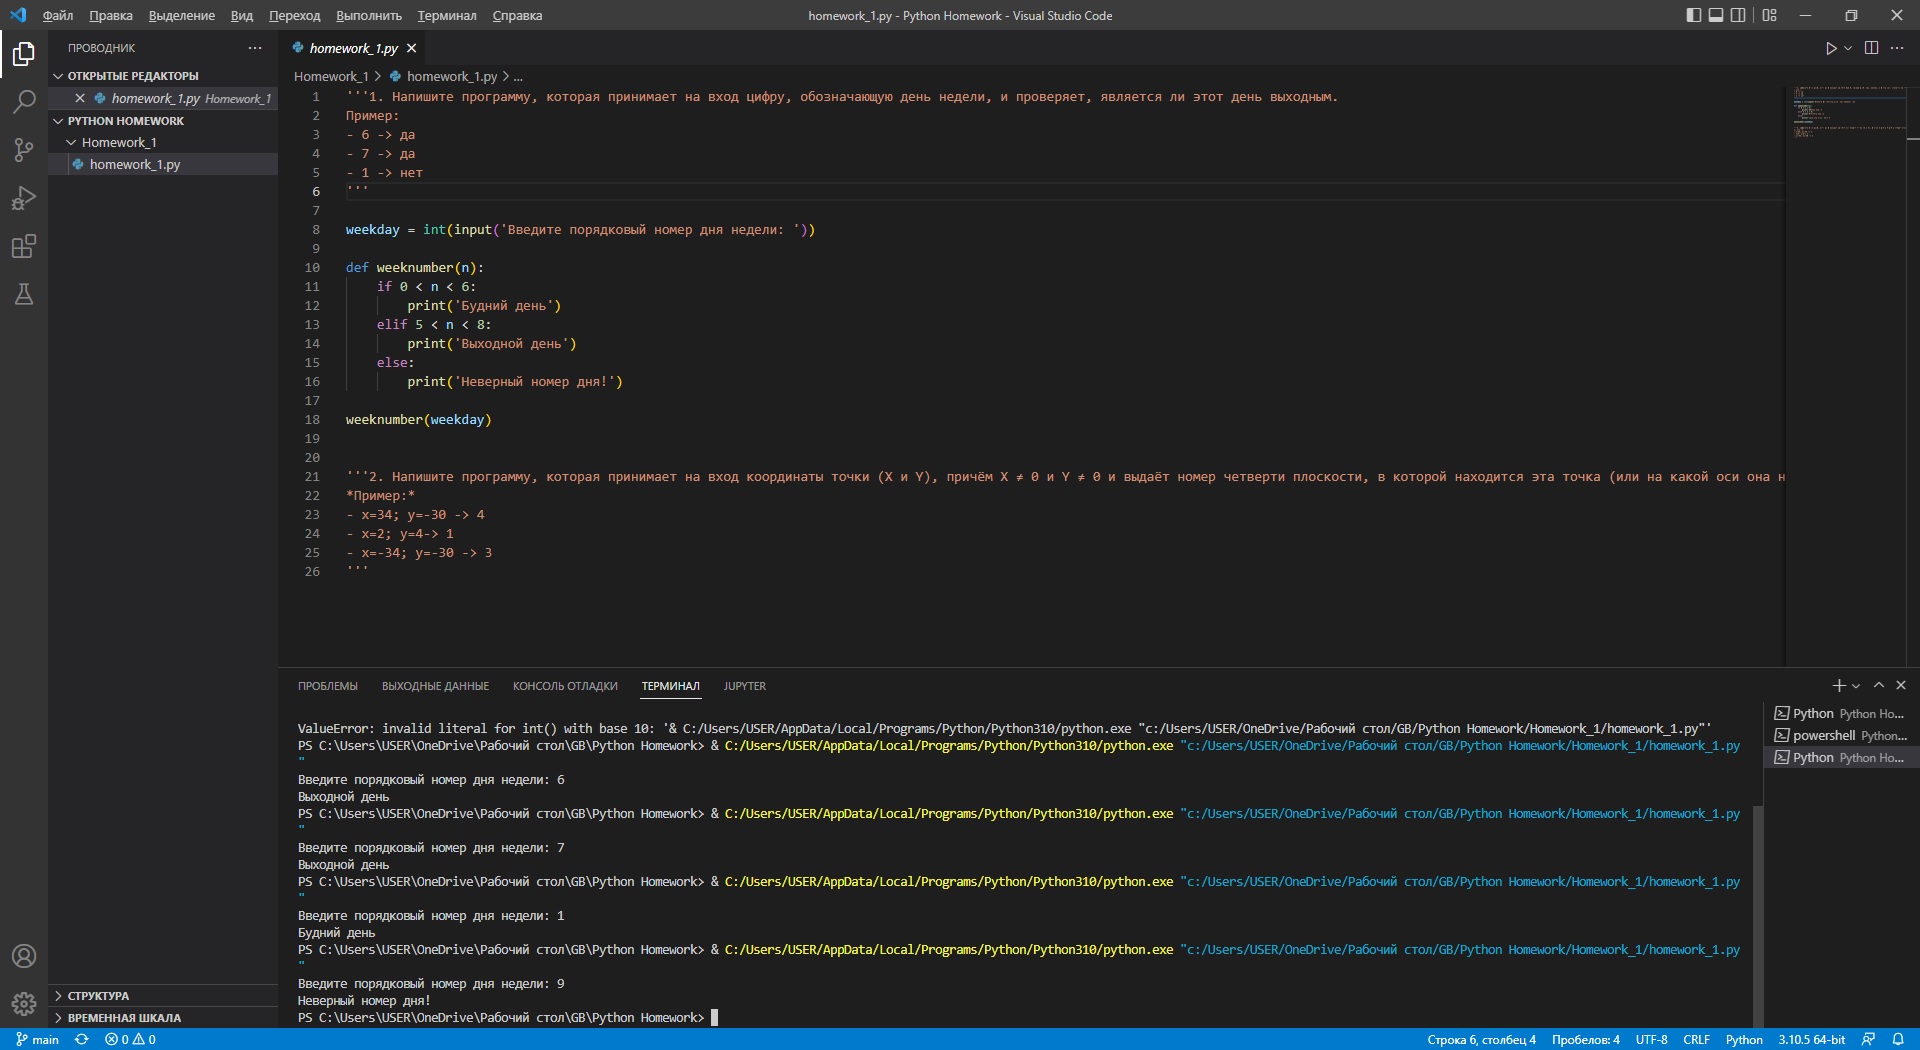 Файл Правка Выделение Вид Переход Выполнить Терминал Справка homework_1.py - Python Homework - Visual Studio Code
ПРОВОДНИК
ОТКРЫТЫЕ РЕДАКТОРЫ
homework_1.py Homework_1
PYTHON HOMEWORK
Homework_1
homework_1.py
СТРУКТУРА
ВРЕМЕННАЯ ШКАЛА
homework_1.py
Homework_1 > homework_1.py > ...
1 '''1. Напишите программу, которая принимает на вход цифру, обозначающую день недели, и проверяет, является ли этот день выходным.
2 Пример:
3 - 6 -> да
4 - 7 -> да
5 - 1 -> нет
6 '''
7
8 weekday = int(input('Введите порядковый номер дня недели: '))
9
10 def weeknumber(n):
11 if 0 < n < 6:
12 print('Будний день')
13 elif 5 < n < 8:
14 print('Выходной день')
15 else:
16 print('Неверный номер дня!')
17
18 weeknumber(weekday)
19
20
21 '''2. Напишите программу, которая принимает на вход координаты точки (X и Y), причём X ≠ 0 и Y ≠ 0 и выдаёт номер четверти плоскости, в которой находится эта точка (или на какой оси она н
22 *Пример:*
23 - x=34; y=-30 -> 4
24 - x=2; y=4-> 1
25 - x=-34; y=-30 -> 3
26 '''
ПРОБЛЕМЫ ВЫХОДНЫЕ ДАННЫЕ КОНСОЛЬ ОТЛАДКИ ТЕРМИНАЛ JUPYTER
ValueError: invalid literal for int() with base 10: '& C:/Users/USER/AppData/Local/Programs/Python/Python310/python.exe "c:/Users/USER/OneDrive/Рабочий стол/GB/Python Homework/Homework_1/homework_1.py"'
PS C:\Users\USER\OneDrive\Рабочий стол\GB\Python Homework> & C:/Users/USER/AppData/Local/Programs/Python/Python310/python.exe "c:/Users/USER/OneDrive/Рабочий стол/GB/Python Homework/Homework_1/homework_1.py
"
Введите порядковый номер дня недели: 6
Выходной день
PS C:\Users\USER\OneDrive\Рабочий стол\GB\Python Homework> & C:/Users/USER/AppData/Local/Programs/Python/Python310/python.exe "c:/Users/USER/OneDrive/Рабочий стол/GB/Python Homework/Homework_1/homework_1.py
"
Введите порядковый номер дня недели: 7
Выходной день
PS C:\Users\USER\OneDrive\Рабочий стол\GB\Python Homework> & C:/Users/USER/AppData/Local/Programs/Python/Python310/python.exe "c:/Users/USER/OneDrive/Рабочий стол/GB/Python Homework/Homework_1/homework_1.py
"
Введите порядковый номер дня недели: 1
Будний день
PS C:\Users\USER\OneDrive\Рабочий стол\GB\Python Homework> & C:/Users/USER/AppData/Local/Programs/Python/Python310/python.exe "c:/Users/USER/OneDrive/Рабочий стол/GB/Python Homework/Homework_1/homework_1.py
"
Введите порядковый номер дня недели: 9
Неверный номер дня!
PS C:\Users\USER\OneDrive\Рабочий стол\GB\Python Homework>
Python Python Ho...
powershell Python...
Python Python Ho...
main 0 0 Строка 6, столбец 4 Пробелов: 4 UTF-8 CRLF Python 3.10.5 64-bit